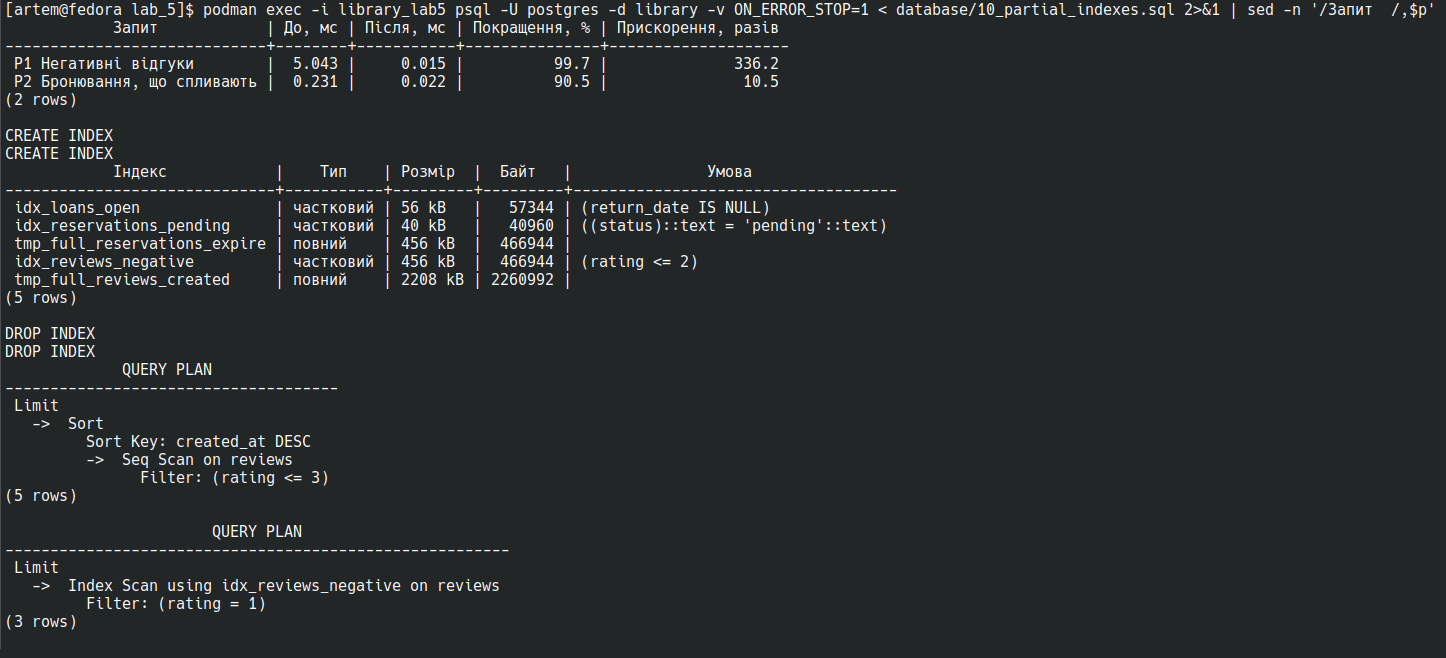 [artem@fedora lab_5]$ podman exec -i library_lab5 psql -U postgres -d library -v ON_ERROR_STOP=1 < database/10_partial_indexes.sql 2>&1 | sed -n '/Запит  /,$p'
            Запит            | До, мс | Після, мс | Покращення, % | Прискорення, разів
-----------------------------+--------+-----------+---------------+--------------------
 P1 Негативні відгуки        |  5.043 |     0.015 |          99.7 |              336.2
 P2 Бронювання, що спливають |  0.231 |     0.022 |          90.5 |               10.5
(2 rows)

CREATE INDEX
CREATE INDEX
            Індекс            |    Тип    | Розмір  |  Байт   |               Умова
------------------------------+-----------+---------+---------+------------------------------------
 idx_loans_open               | частковий | 56 kB   |   57344 | (return_date IS NULL)
 idx_reservations_pending     | частковий | 40 kB   |   40960 | ((status)::text = 'pending'::text)
 tmp_full_reservations_expire | повний    | 456 kB  |  466944 |
 idx_reviews_negative         | частковий | 456 kB  |  466944 | (rating <= 2)
 tmp_full_reviews_created     | повний    | 2208 kB | 2260992 |
(5 rows)

DROP INDEX
DROP INDEX
             QUERY PLAN
-------------------------------------
 Limit
   ->  Sort
         Sort Key: created_at DESC
         ->  Seq Scan on reviews
               Filter: (rating <= 3)
(5 rows)

                       QUERY PLAN
--------------------------------------------------------
 Limit
   ->  Index Scan using idx_reviews_negative on reviews
         Filter: (rating = 1)
(3 rows)